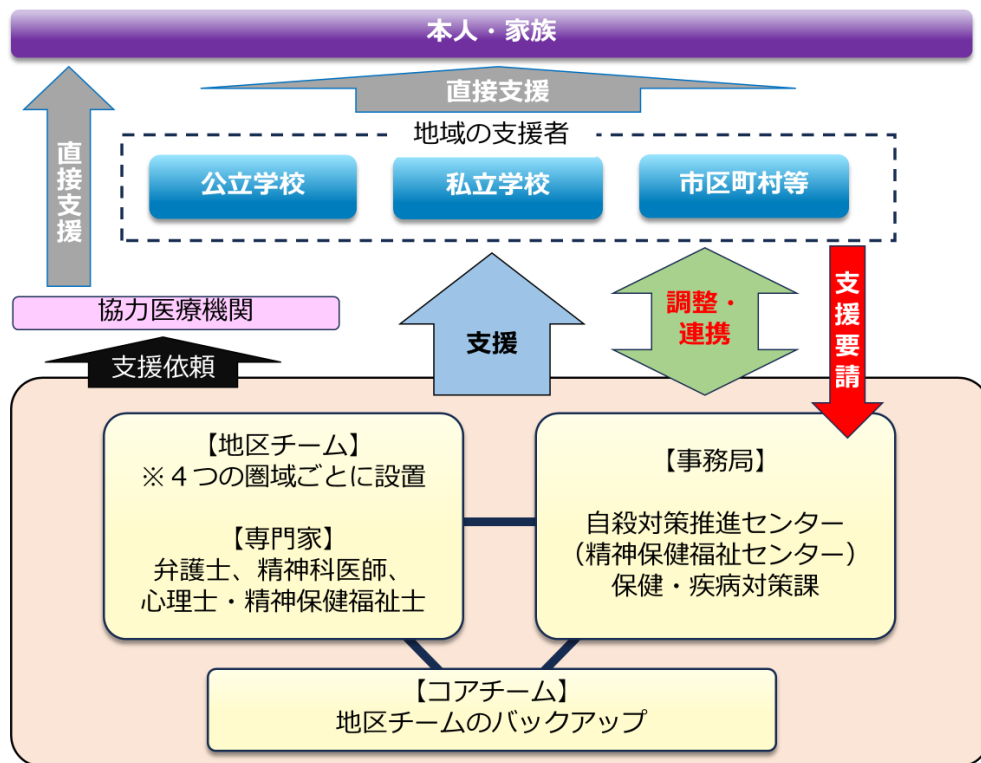 本人・家族
直接支援
直接支援
地域の支援者
公立学校
私立学校
市区町村等
協力医療機関
支援依頼
支援
調整・
連携
支援要請
【地区チーム】
※４つの圏域ごとに設置
【専門家】
弁護士、精神科医師、
心理士・精神保健福祉士
【事務局】
自殺対策推進センター
（精神保健福祉センター）
保健・疾病対策課
【コアチーム】
地区チームのバックアップ